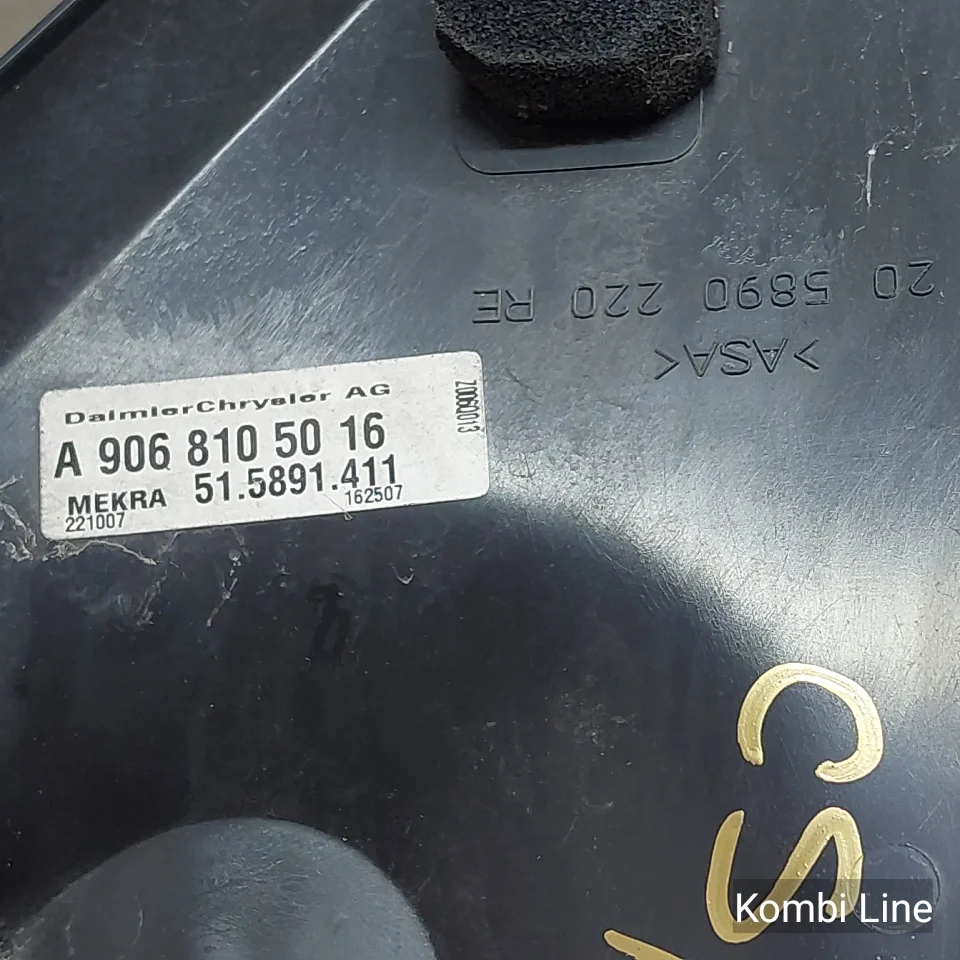 20 5890 220 RE
>ASA<
DaimlerChrysler AG
A 906 810 50 16
MEKRA 51.5891.411
221007 162507
CS
Kombi Line